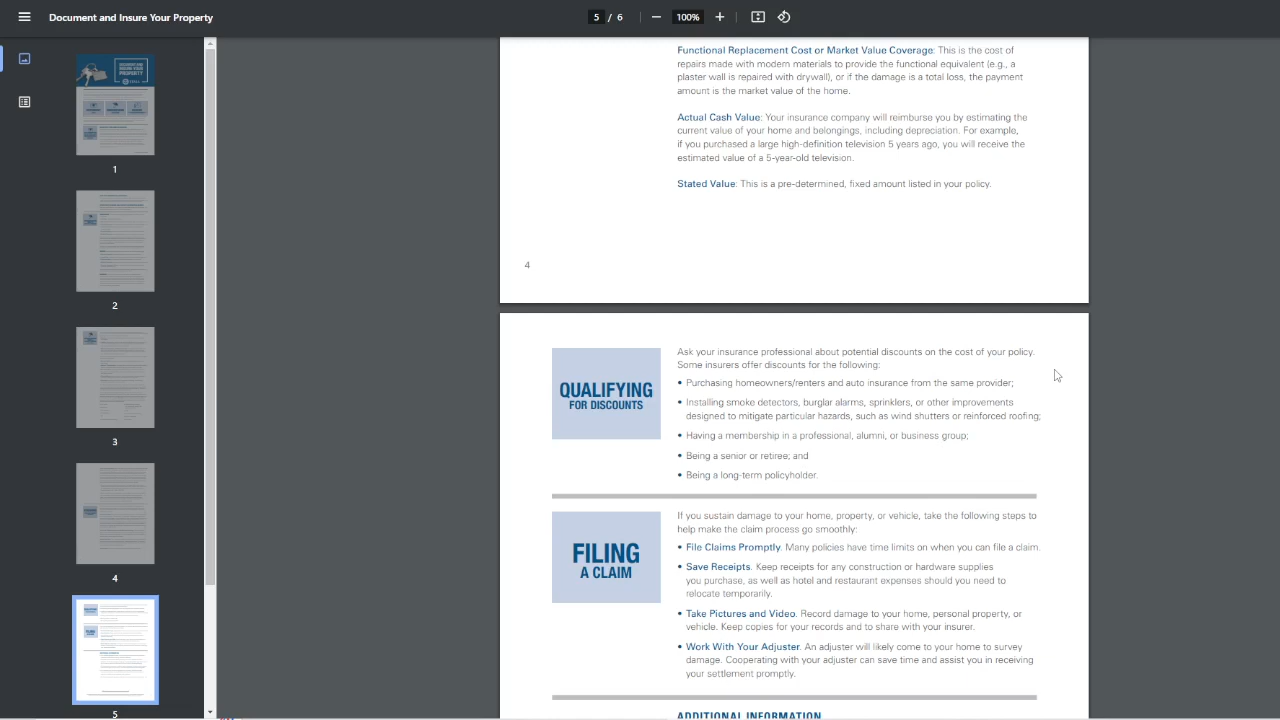 Document and Insure Your Property
5 / 6
100%
1
2
3
4
5
Functional Replacement Cost or Market Value Coverage: This is the cost of
repairs made with modern materials to provide the functional equivalent (e.g., a
plaster wall is repaired with drywall), or if the damage is a total loss, the payment
amount is the market value of the home.
Actual Cash Value: Your insurance company will reimburse you by estimating the
current value of your home and belongings, including depreciation. For example,
if you purchased a large high-definition television 5 years ago, you will receive the
estimated value of a 5-year-old television.
Stated Value: This is a pre-determined, fixed amount listed in your policy.
4
QUALIFYING
FOR DISCOUNTS
Ask your insurance professional about potential discounts on the cost of your policy.
Some insurers offer discounts for the following:
• Purchasing homeowners/renters and auto insurance from the same provider;
• Installing smoke detectors, burglar alarms, sprinklers, or other improvements
designed to mitigate particular hazards, such as wind shutters or reinforced roofing;
• Having a membership in a professional, alumni, or business group;
• Being a senior or retiree; and
• Being a long-term policyholder.
FILING
A CLAIM
If you sustain damage to your home, property, or vehicle, take the following steps to
help make the claim process go smoothly:
• File Claims Promptly. Many policies have time limits on when you can file a claim.
• Save Receipts. Keep receipts for any construction or hardware supplies
you purchase, as well as hotel and restaurant expenses should you need to
relocate temporarily.
• Take Pictures and Video. Record damage to your home, personal property, or
vehicle. Keep copies for your records and to share with your insurer.
• Work With Your Adjuster. An adjuster will likely come to your home to survey
damage. Cooperating with your adjuster can save time and assist you in receiving
your settlement promptly.
ADDITIONAL INFORMATION